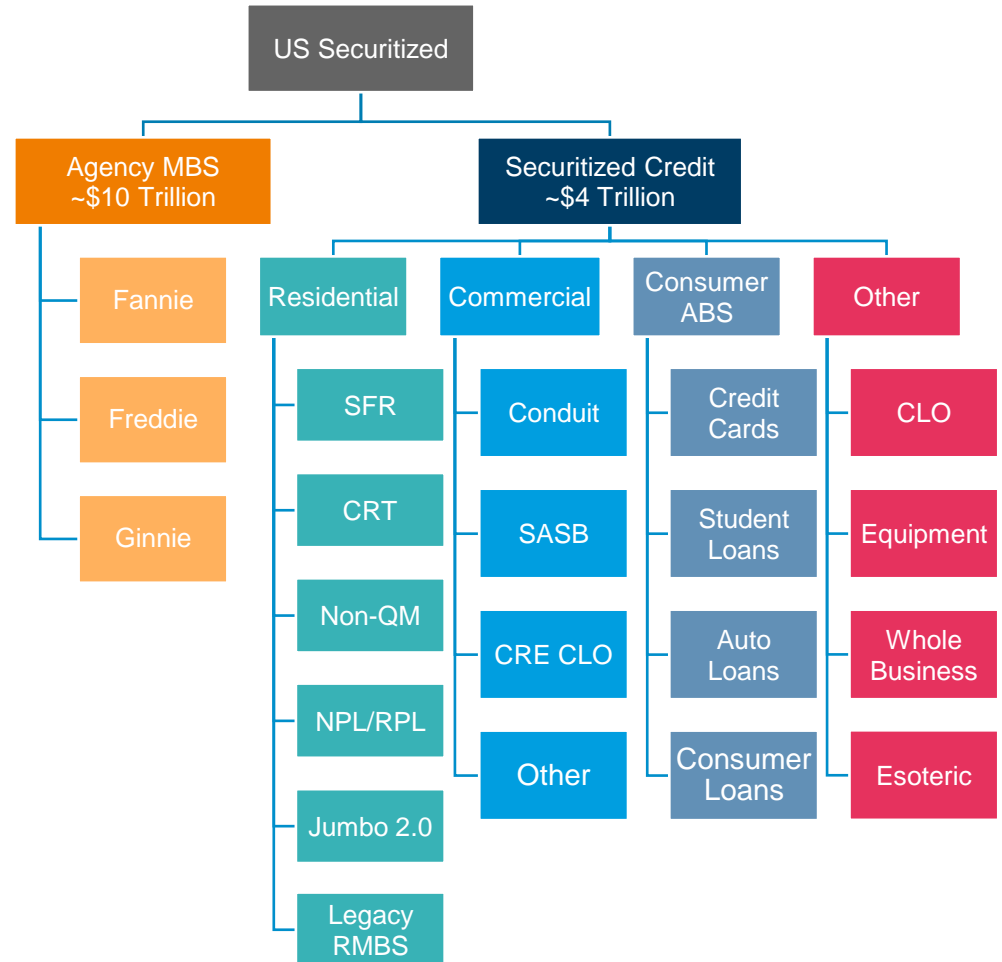 US Securitized
Agency MBS
~$10 Trillion
Securitized Credit
~$4 Trillion
Fannie
Freddie
Ginnie
Residential
SFR
CRT
Non-QM
NPL/RPL
Jumbo 2.0
Legacy
RMBS
Commercial
Conduit
SASB
CRE CLO
Other
Consumer
ABS
Credit
Cards
Student
Loans
Auto
Loans
Consumer
Loans
Other
CLO
Equipment
Whole
Business
Esoteric